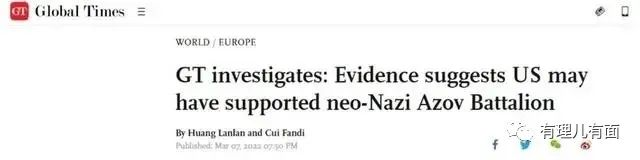 GT Global Times
WORLD / EUROPE
GT investigates: Evidence suggests US may
have supported neo-Nazi Azov Battalion
By Huang Lanlan and Cui Fandi
Published: Mar 07, 2022 07:50 PM
有理儿有面